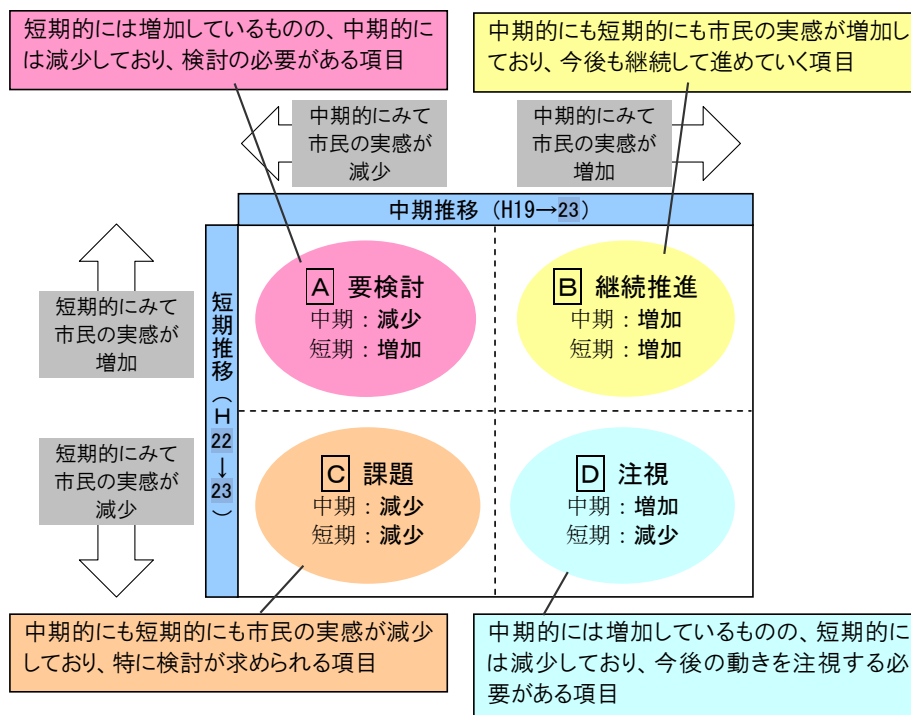 短期的には増加しているものの、中期的に
は減少しており、検討の必要がある項目
中期的にも短期的にも市民の実感が増加し
ており、今後も継続して進めていく項目
中期的にみて
市民の実感が
減少
中期的にみて
市民の実感が
増加
中期推移（H19→23）
短期的にみて
市民の実感が
増加
短期的にみて
市民の実感が
減少
短期推移（H22→23）
A 要検討
中期：減少
短期：増加
B 継続推進
中期：増加
短期：増加
C 課題
中期：減少
短期：減少
D 注視
中期：増加
短期：減少
中期的にも短期的にも市民の実感が減少
しており、特に検討が求められる項目
中期的には増加しているものの、短期的に
は減少しており、今後の動きを注視する必
要がある項目